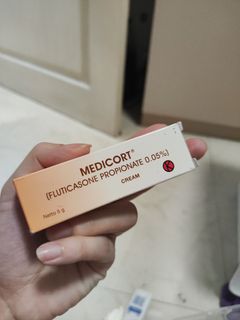 MEDICORT®
[FLUTICASONE PROPIONATE 0.05%]
CREAM
Netto 5 g
K